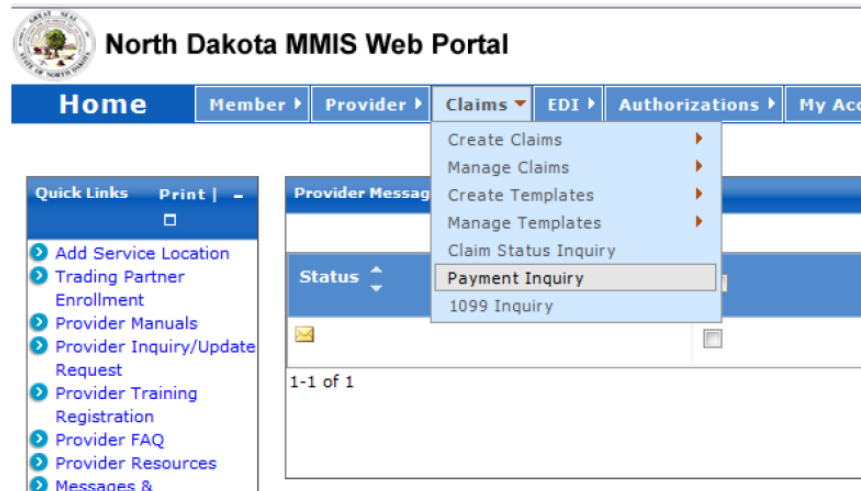 North Dakota MMIS Web Portal
Home Member Provider Claims EDI Authorizations My Acc
Create Claims
Manage Claims
Create Templates
Manage Templates
Claim Status Inquiry
Payment Inquiry
1099 Inquiry
Quick Links Print | -
Add Service Location
Trading Partner
Enrollment
Provider Manuals
Provider Inquiry/Update
Request
Provider Training
Registration
Provider FAQ
Provider Resources
Messages &
Provider Messag
Status
1-1 of 1